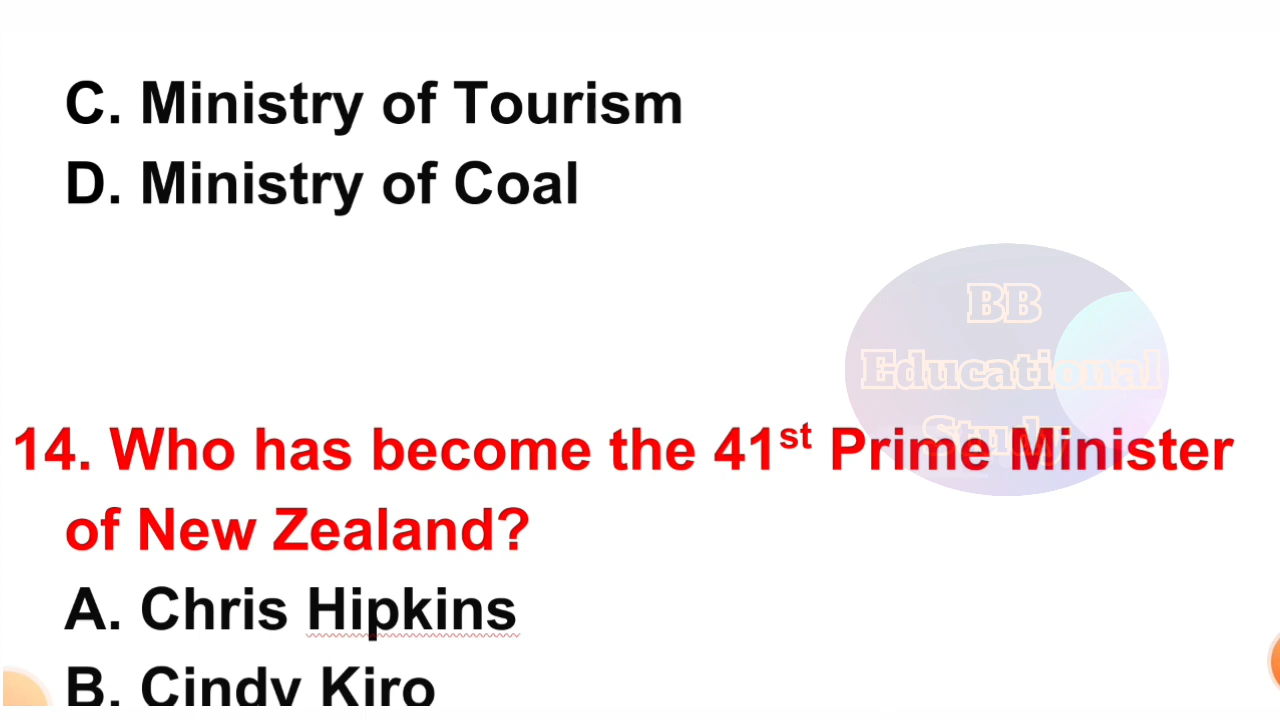 C. Ministry of Tourism
D. Ministry of Coal
BB
Educational
Study
14. Who has become the 41st Prime Minister
of New Zealand?
A. Chris Hipkins
B. Cindy Kiro